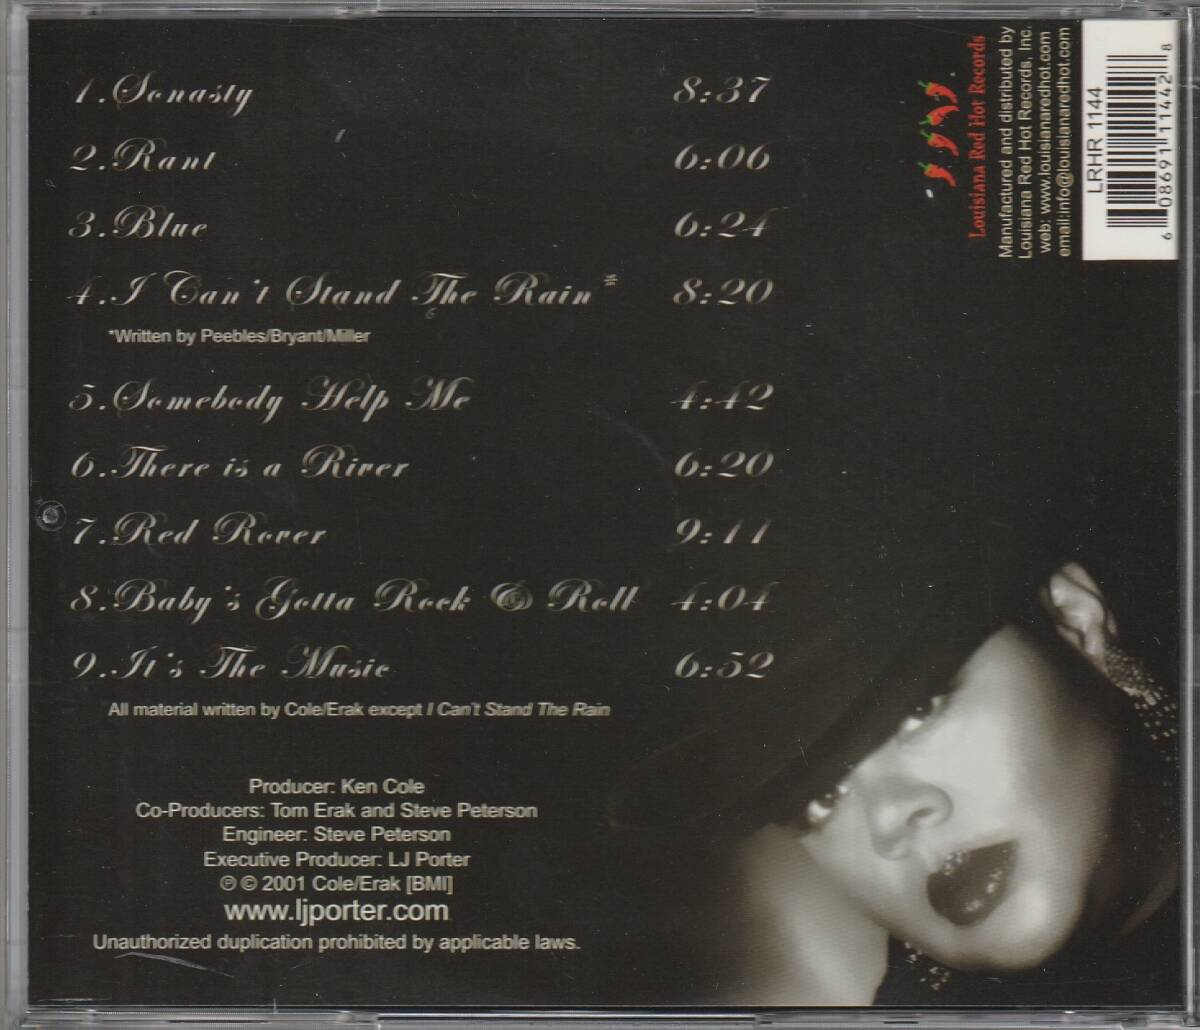 1.Sonasty 8:37
2.Rant 6:06
3.Blue 6:24
4.I Can't Stand The Rain* 8:20
*Written by Peebles/Bryant/Miller
5.Somebody Help Me 4:42
6.There is a River 6:20
7.Red Rover 9:11
8.Baby's Gotta Rock & Roll 4:04
9.It's The Music 6:52
All material written by Cole/Erak except I Can't Stand The Rain
Producer: Ken Cole
Co-Producers: Tom Erak and Steve Peterson
Engineer: Steve Peterson
Executive Producer: LJ Porter
℗ © 2001 Cole/Erak [BMI]
www.ljporter.com
Unauthorized duplication prohibited by applicable laws.
Louisiana Red Hot Records
Manufactured and distributed by
Louisiana Red Hot Records, Inc.
web: www.louisianaredhot.com
email:info@louisianaredhot.com
LRHR 1144
6 08691 11442 8